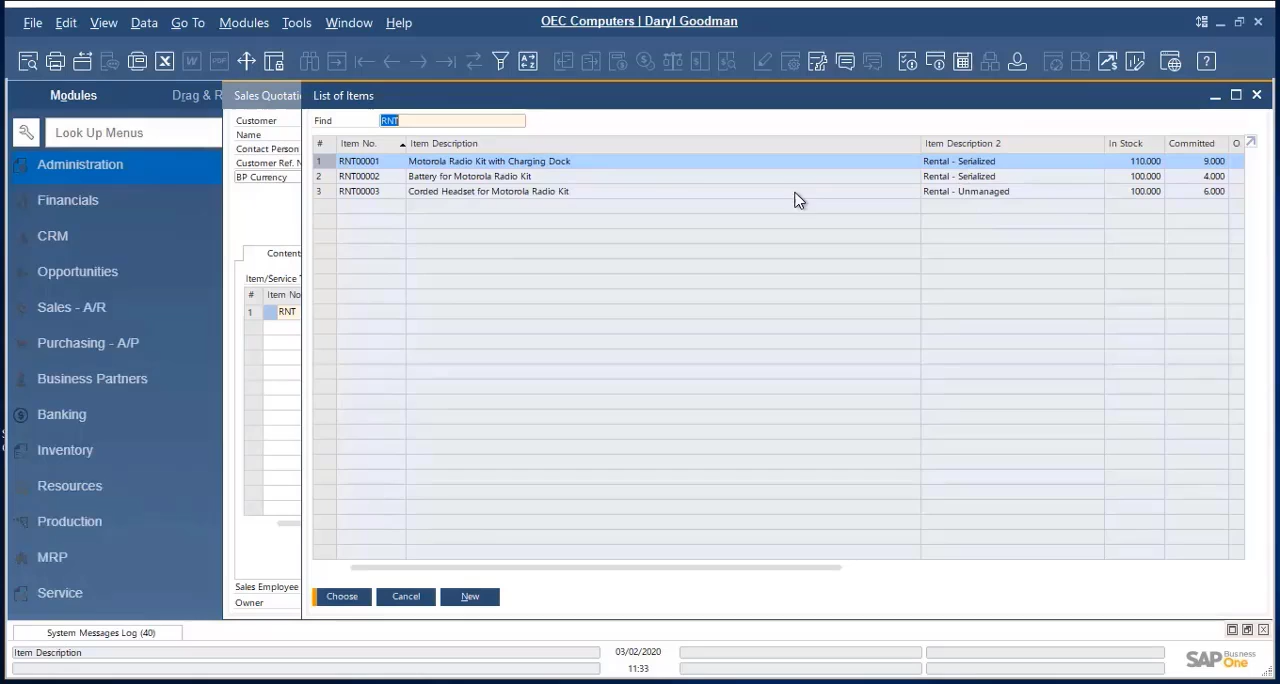 File Edit View Data Go To Modules Tools Window Help
OEC Computers | Daryl Goodman
Modules
Drag & R
Sales Quotati
List of Items
Look Up Menus
Administration
Financials
CRM
Opportunities
Sales - A/R
Purchasing - A/P
Business Partners
Banking
Inventory
Resources
Production
MRP
Service
Customer
Name
Contact Person
Customer Ref. N
BP Currency
Content
Item/Service T
# Item No
1 RNT
Sales Employee
Owner
Find RNT
# Item No. Item Description Item Description 2 In Stock Committed O
1 RNT00001 Motorola Radio Kit with Charging Dock Rental - Serialized 110.000 9.000
2 RNT00002 Battery for Motorola Radio Kit Rental - Serialized 100.000 4.000
3 RNT00003 Corded Headset for Motorola Radio Kit Rental - Unmanaged 100.000 6.000
Choose Cancel New
System Messages Log (40)
Item Description
03/02/2020
11:33
SAP Business One